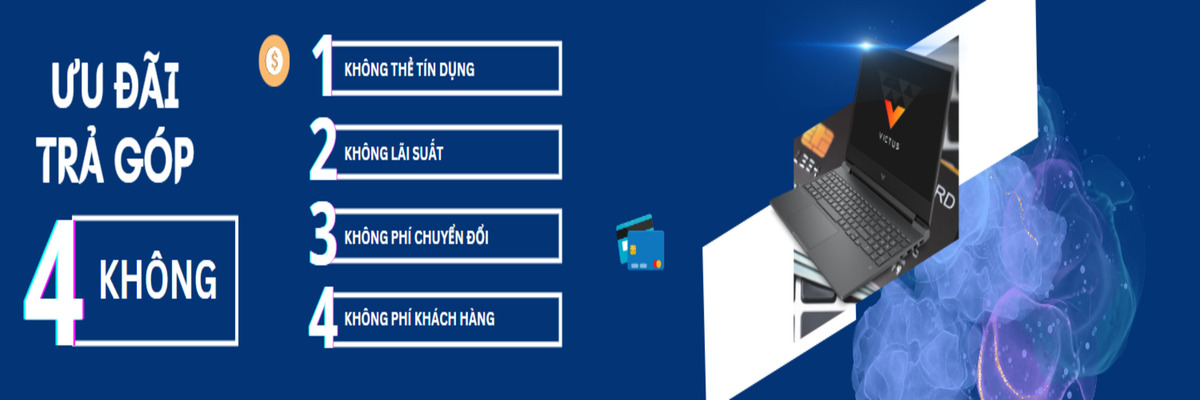 ƯU ĐÃI
TRẢ GÓP
4 KHÔNG
1 KHÔNG THẺ TÍN DỤNG
2 KHÔNG LÃI SUẤT
3 KHÔNG PHÍ CHUYỂN ĐỔI
4 KHÔNG PHÍ KHÁCH HÀNG
$
VICTUS
RD